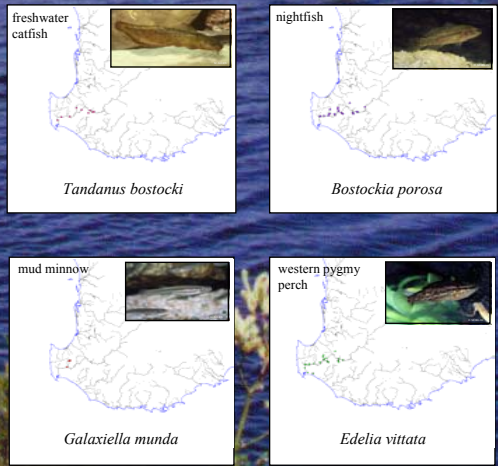 freshwater
catfish
Tandanus bostocki
nightfish
Bostockia porosa
mud minnow
Galaxiella munda
western pygmy
perch
Edelia vittata